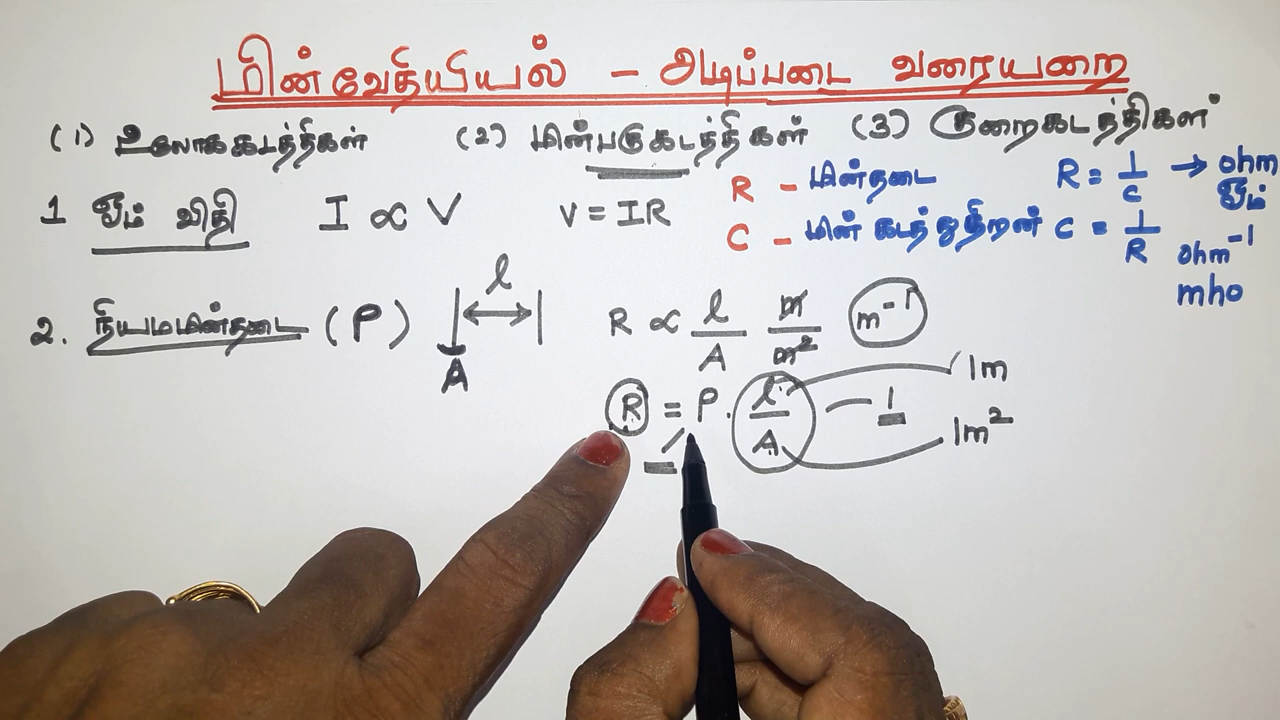 மின்வேதியியல் - அடிப்படை வரையறை
(1) உலோககடத்திகள் (2) மின்பகுகடத்திகள் (3) குறைகடத்திகள்
R - மின்தடை R = 1/C → ohm ஓம்
1 ஓம் விதி I ∝ V V = IR
C - மின் கடத்துதிறன் C = 1/R ohm⁻¹ mho
2. நியமமின்தடை (ρ) l A R ∝ l/A m/m² m⁻¹
R = ρ . l/A 1 1m 1m²